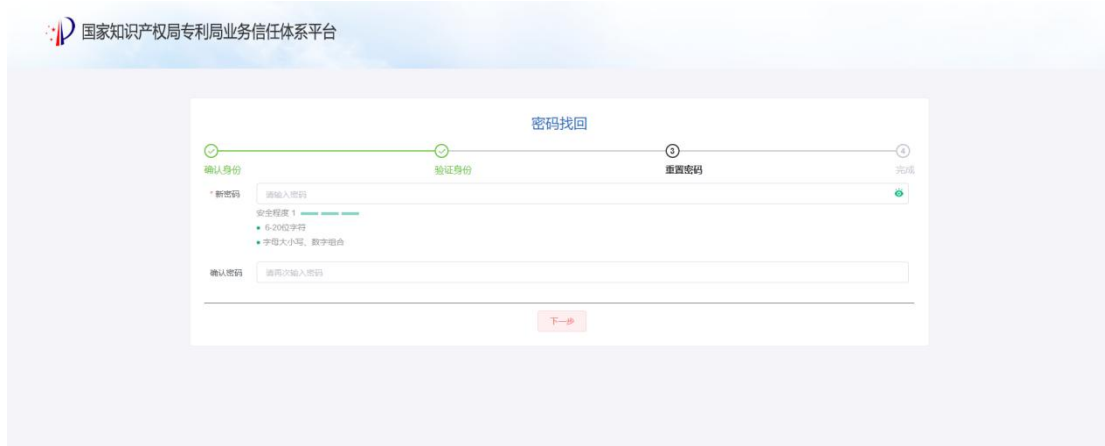 国家知识产权局专利局业务信任体系平台
密码找回
3
4
确认身份
验证身份
重置密码
完成
*新密码
请输入密码
安全程度 1
6-20位字符
字母大小写，数字组合
确认密码
请再次输入密码
下一步